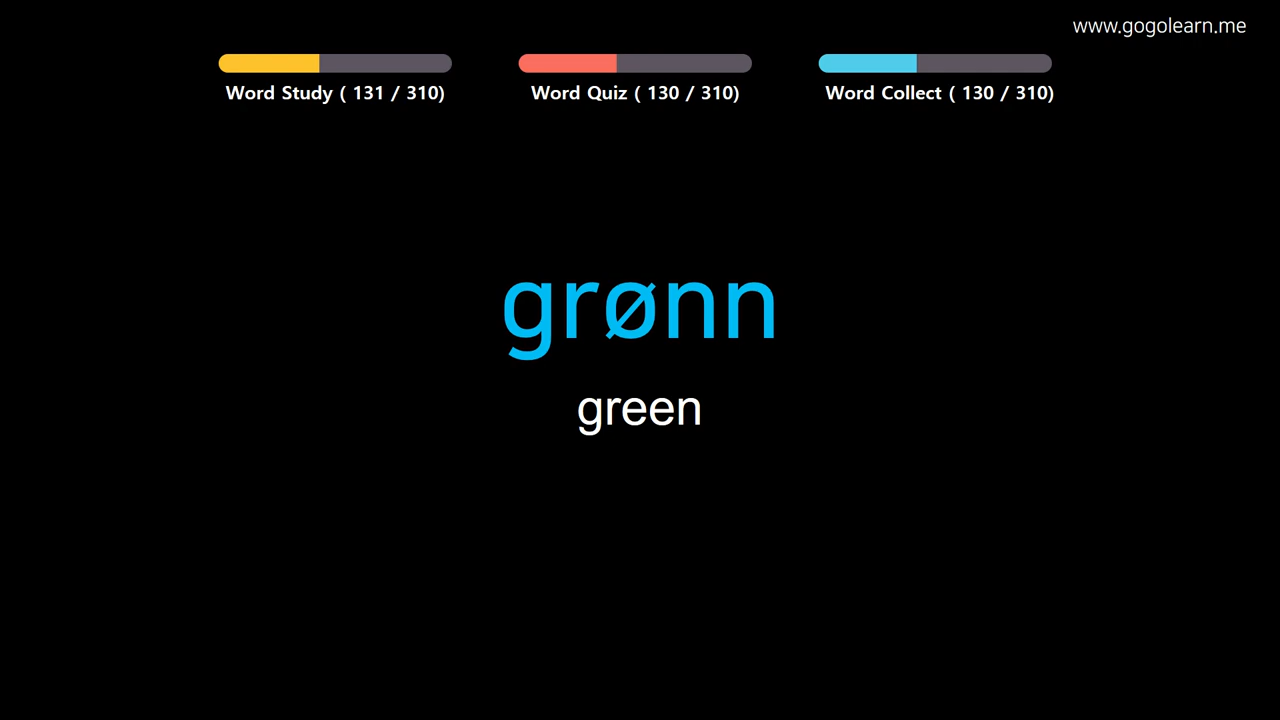 www.gogolearn.me
Word Study ( 131 / 310)
Word Quiz ( 130 / 310)
Word Collect ( 130 / 310)
grønn
green